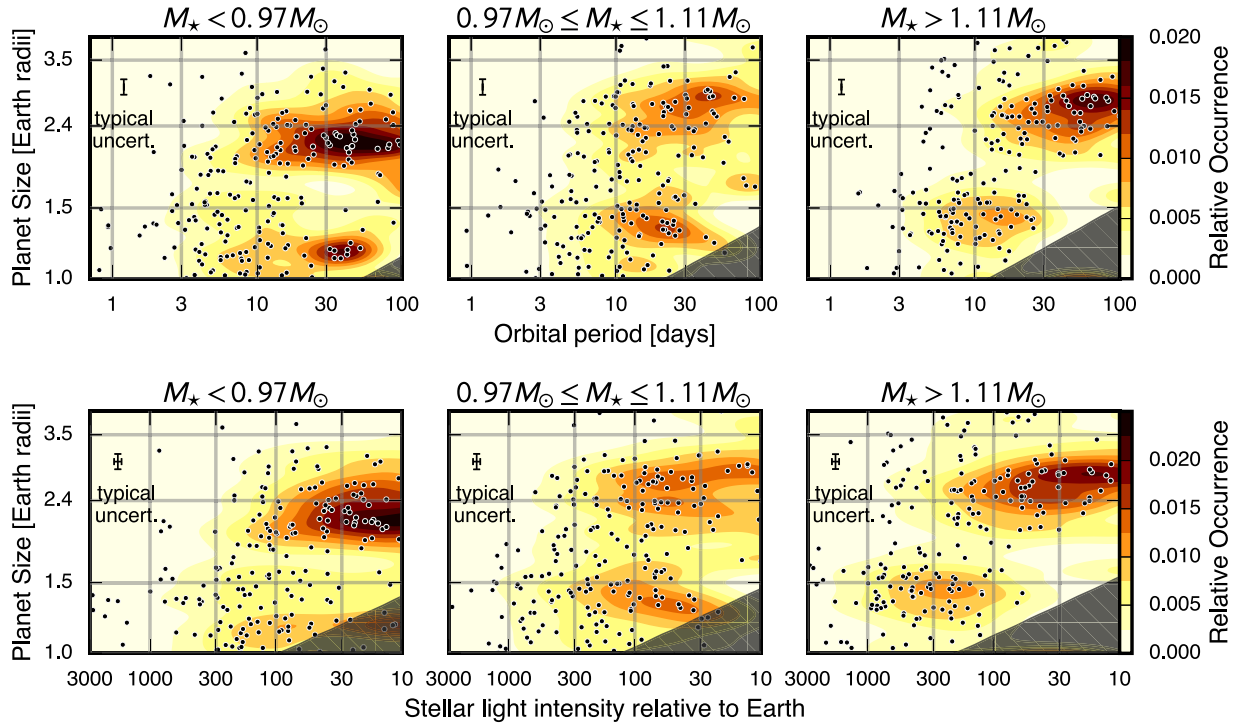 M⋆ < 0.97M⊙
0.97M⊙ ≤ M⋆ ≤ 1.11M⊙
M⋆ > 1.11M⊙
Planet Size [Earth radii]
3.5
2.4
1.5
1.0
typical
uncert.
typical
uncert.
typical
uncert.
1 3 10 30 100
1 3 10 30 100
1 3 10 30 100
Orbital period [days]
0.020
0.015
0.010
0.005
0.000
Relative Occurrence
M⋆ < 0.97M⊙
0.97M⊙ ≤ M⋆ ≤ 1.11M⊙
M⋆ > 1.11M⊙
Planet Size [Earth radii]
3.5
2.4
1.5
1.0
typical
uncert.
typical
uncert.
typical
uncert.
3000 1000 300 100 30 10
3000 1000 300 100 30 10
3000 1000 300 100 30 10
Stellar light intensity relative to Earth
0.020
0.015
0.010
0.005
0.000
Relative Occurrence